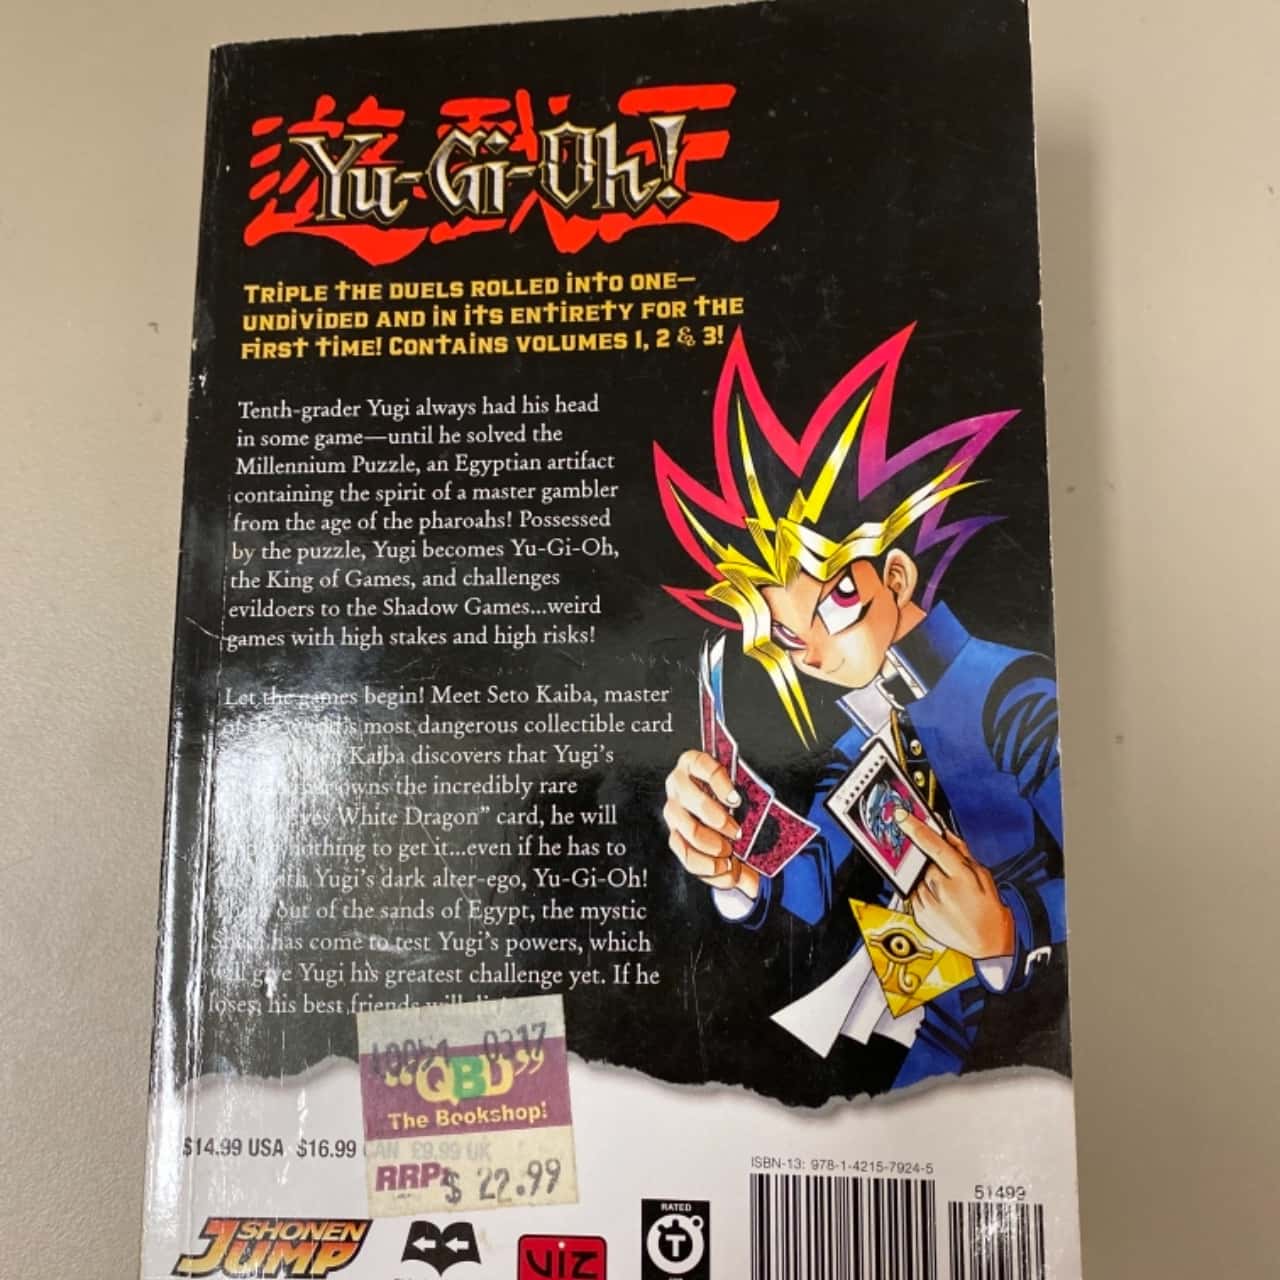 遊戯王
Yu-Gi-Oh!
TRIPLE THE DUELS ROLLED INTO ONE—
UNDIVIDED AND IN ITS ENTIRETY FOR THE
FIRST TIME! CONTAINS VOLUMES 1, 2 & 3!
Tenth-grader Yugi always had his head
in some game—until he solved the
Millennium Puzzle, an Egyptian artifact
containing the spirit of a master gambler
from the age of the pharoahs! Possessed
by the puzzle, Yugi becomes Yu-Gi-Oh,
the King of Games, and challenges
evildoers to the Shadow Games...weird
games with high stakes and high risks!
Let the games begin! Meet Seto Kaiba, master
most dangerous collectible card
Kaiba discovers that Yugi's
owns the incredibly rare
White Dragon" card, he will
nothing to get it...even if he has to
Yugi's dark alter-ego, Yu-Gi-Oh!
out of the sands of Egypt, the mystic
has come to test Yugi's powers, which
will give Yugi his greatest challenge yet. If he
loses, his best friends will
"QBD"
The Bookshop!
$14.99 USA $16.99 CAN £9.99 UK
RRP $ 22.99
ISBN-13: 978-1-4215-7924-5
51499
SHONEN
JUMP
viz
RATED
T